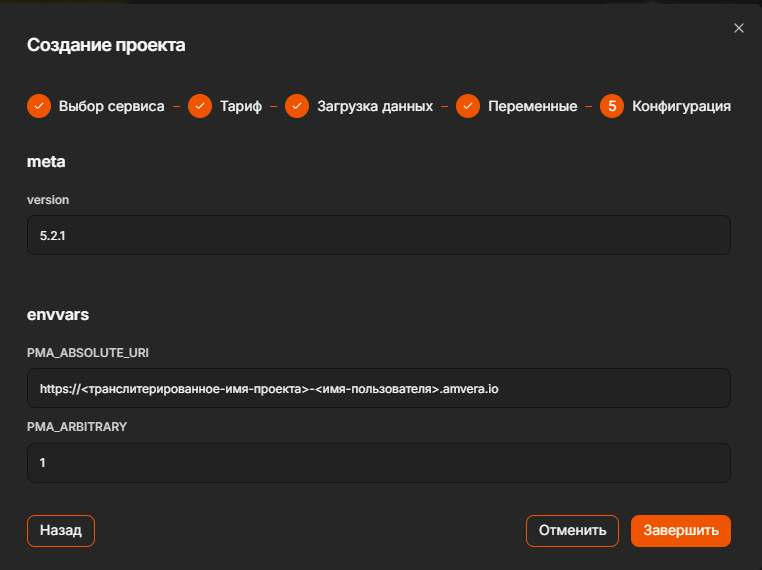 Создание проекта
Выбор сервиса – Тариф – Загрузка данных – Переменные – 5 Конфигурация
meta
version
5.2.1
envvars
PMA_ABSOLUTE_URI
https://<транслитерированное-имя-проекта>-<имя-пользователя>.amvera.io
PMA_ARBITRARY
1
Назад Отменить Завершить